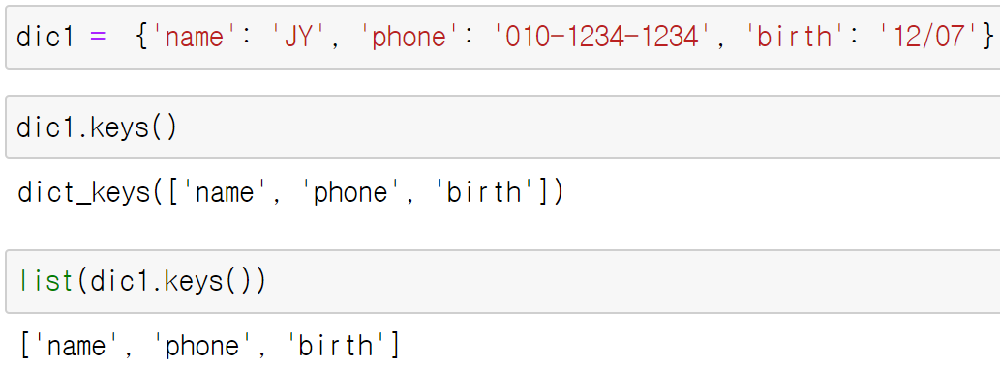 dic1 =  {'name': 'JY', 'phone': '010-1234-1234', 'birth': '12/07'}
dic1.keys()
dict_keys(['name', 'phone', 'birth'])
list(dic1.keys())
['name', 'phone', 'birth']